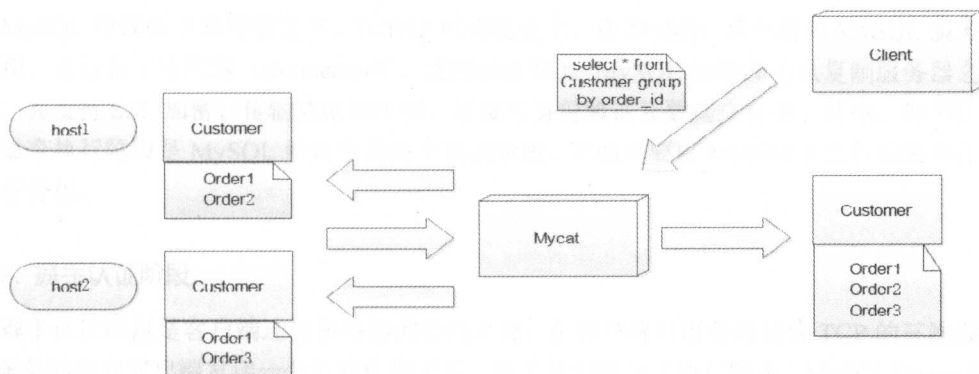 Client
select * from
Customer group
by order_id
host1
Customer
Order1
Order2
Mycat
Customer
Order1
Order2
Order3
host2
Customer
Order1
Order3